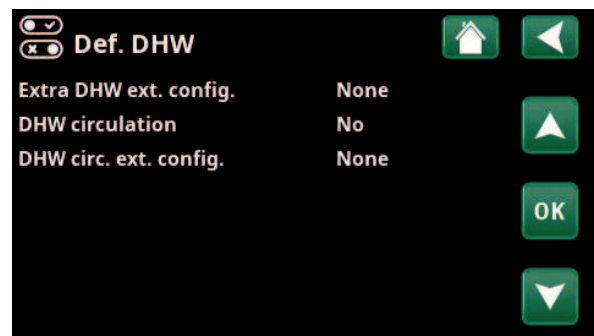 Def. DHW
Extra DHW ext. config. None
DHW circulation No
DHW circ. ext. config. None
OK